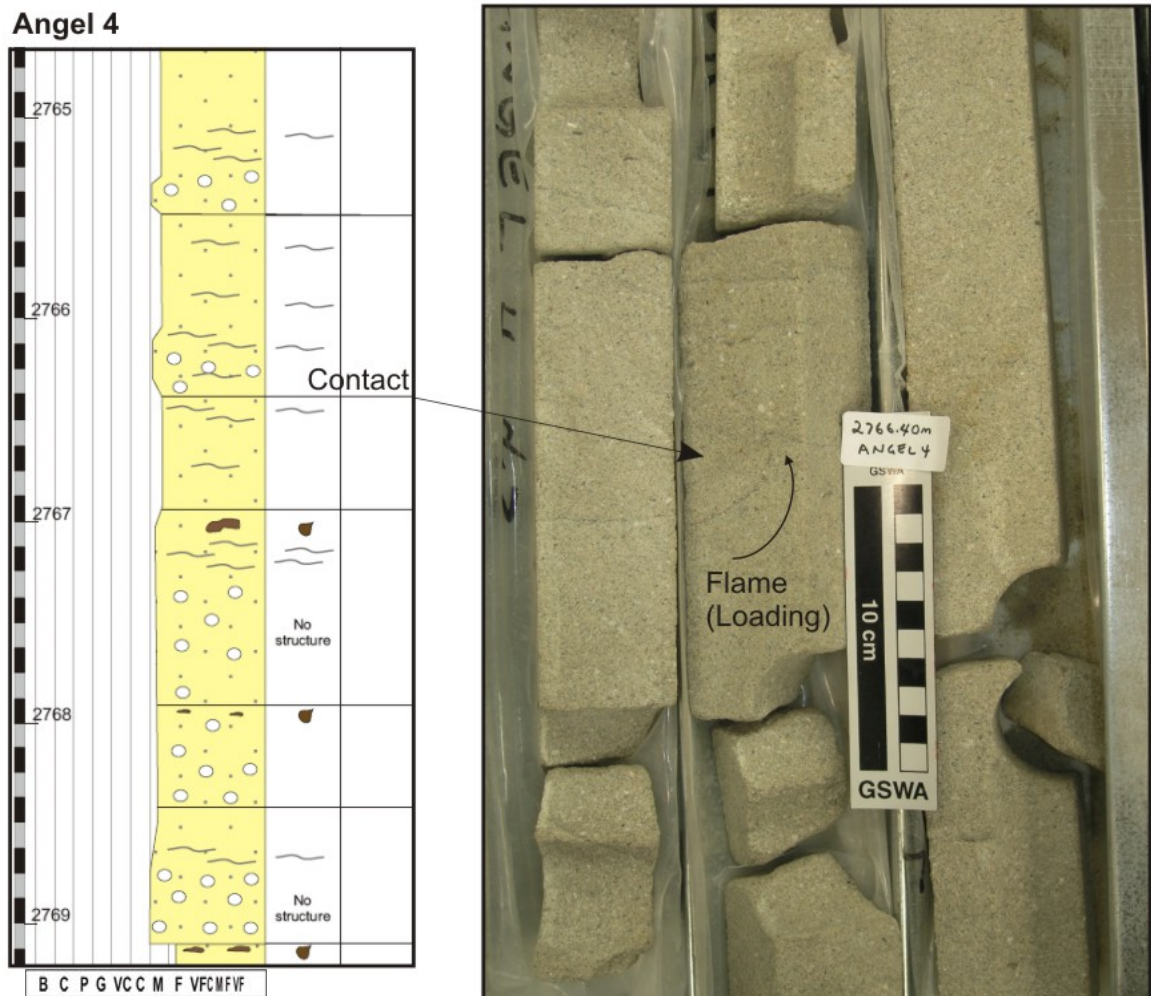 Angel 4
2765
2766
2767
No
structure
2768
No
structure
2769
B C P G VC C M F VF C M F VF
Contact
Flame
(Loading)
2766.40m
ANGEL 4
GSWA
10 cm
GSWA